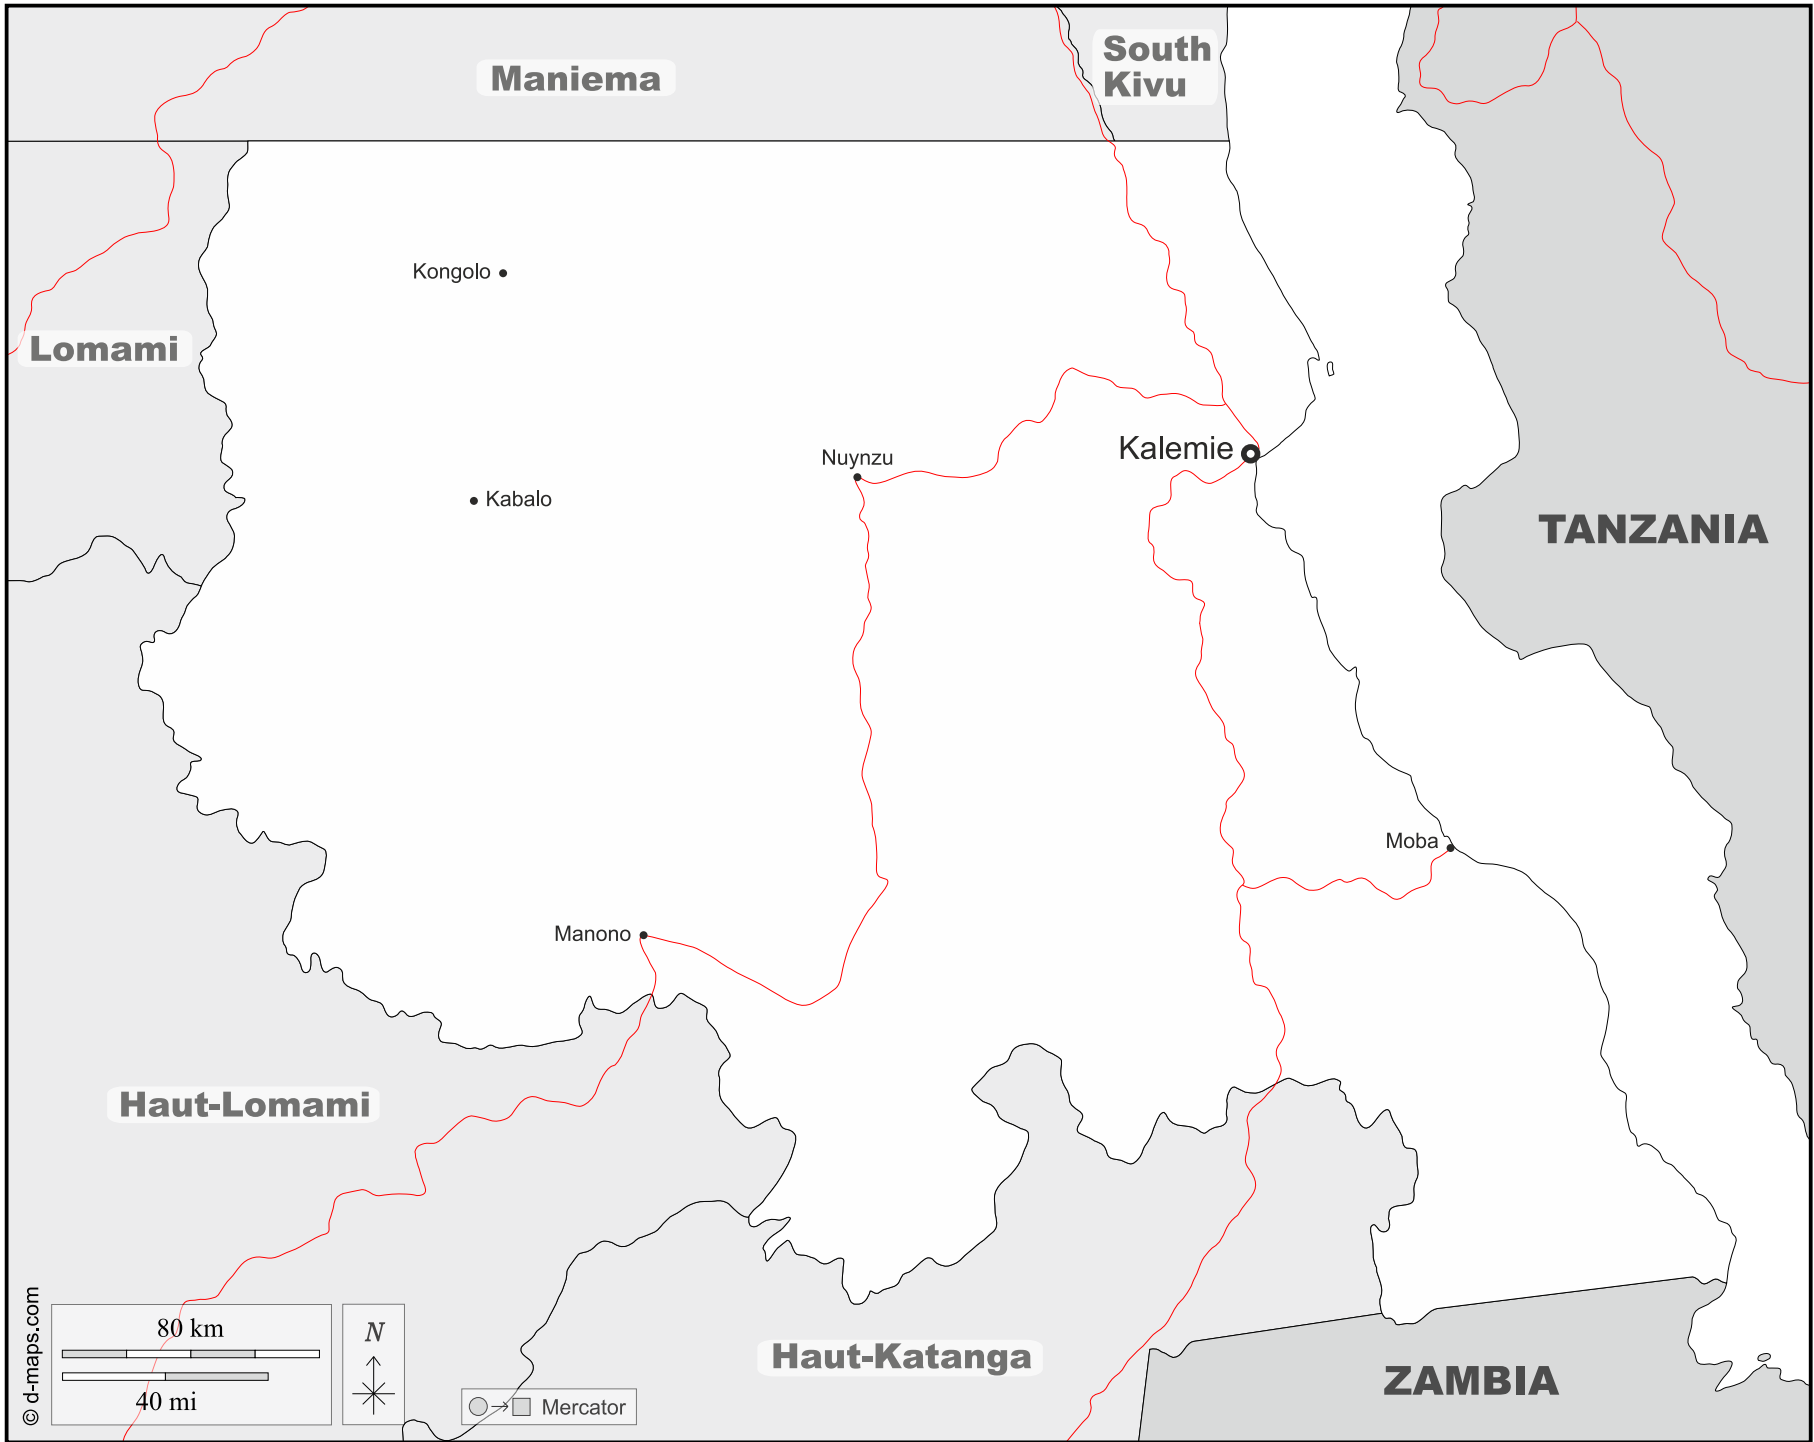 South
Kivu
Maniema
Kongolo
Lomami
Kalemie
Nuynzu
Kabalo
TANZANIA
Moba
Manono
Haut-Lomami
Haut-Katanga
ZAMBIA
© d-maps.com
80 km
40 mi
N
Mercator